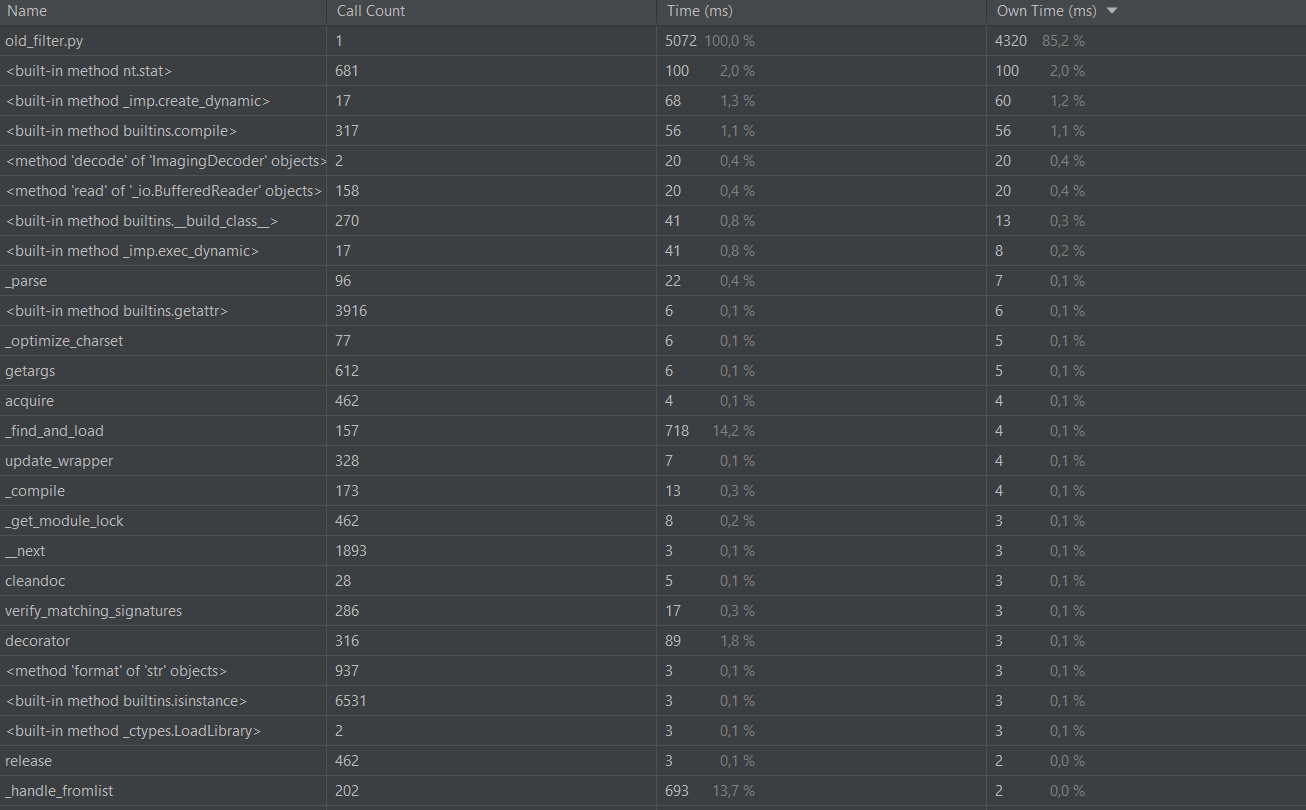 Name Call Count Time (ms) Own Time (ms)
old_filter.py 1 5072 100,0 % 4320 85,2 %
<built-in method nt.stat> 681 100 2,0 % 100 2,0 %
<built-in method _imp.create_dynamic> 17 68 1,3 % 60 1,2 %
<built-in method builtins.compile> 317 56 1,1 % 56 1,1 %
<method 'decode' of 'ImagingDecoder' objects> 2 20 0,4 % 20 0,4 %
<method 'read' of '_io.BufferedReader' objects> 158 20 0,4 % 20 0,4 %
<built-in method builtins.__build_class__> 270 41 0,8 % 13 0,3 %
<built-in method _imp.exec_dynamic> 17 41 0,8 % 8 0,2 %
_parse 96 22 0,4 % 7 0,1 %
<built-in method builtins.getattr> 3916 6 0,1 % 6 0,1 %
_optimize_charset 77 6 0,1 % 5 0,1 %
getargs 612 6 0,1 % 5 0,1 %
acquire 462 4 0,1 % 4 0,1 %
_find_and_load 157 718 14,2 % 4 0,1 %
update_wrapper 328 7 0,1 % 4 0,1 %
_compile 173 13 0,3 % 4 0,1 %
_get_module_lock 462 8 0,2 % 3 0,1 %
__next 1893 3 0,1 % 3 0,1 %
cleandoc 28 5 0,1 % 3 0,1 %
verify_matching_signatures 286 17 0,3 % 3 0,1 %
decorator 316 89 1,8 % 3 0,1 %
<method 'format' of 'str' objects> 937 3 0,1 % 3 0,1 %
<built-in method builtins.isinstance> 6531 3 0,1 % 3 0,1 %
<built-in method _ctypes.LoadLibrary> 2 3 0,1 % 3 0,1 %
release 462 3 0,1 % 2 0,0 %
_handle_fromlist 202 693 13,7 % 2 0,0 %